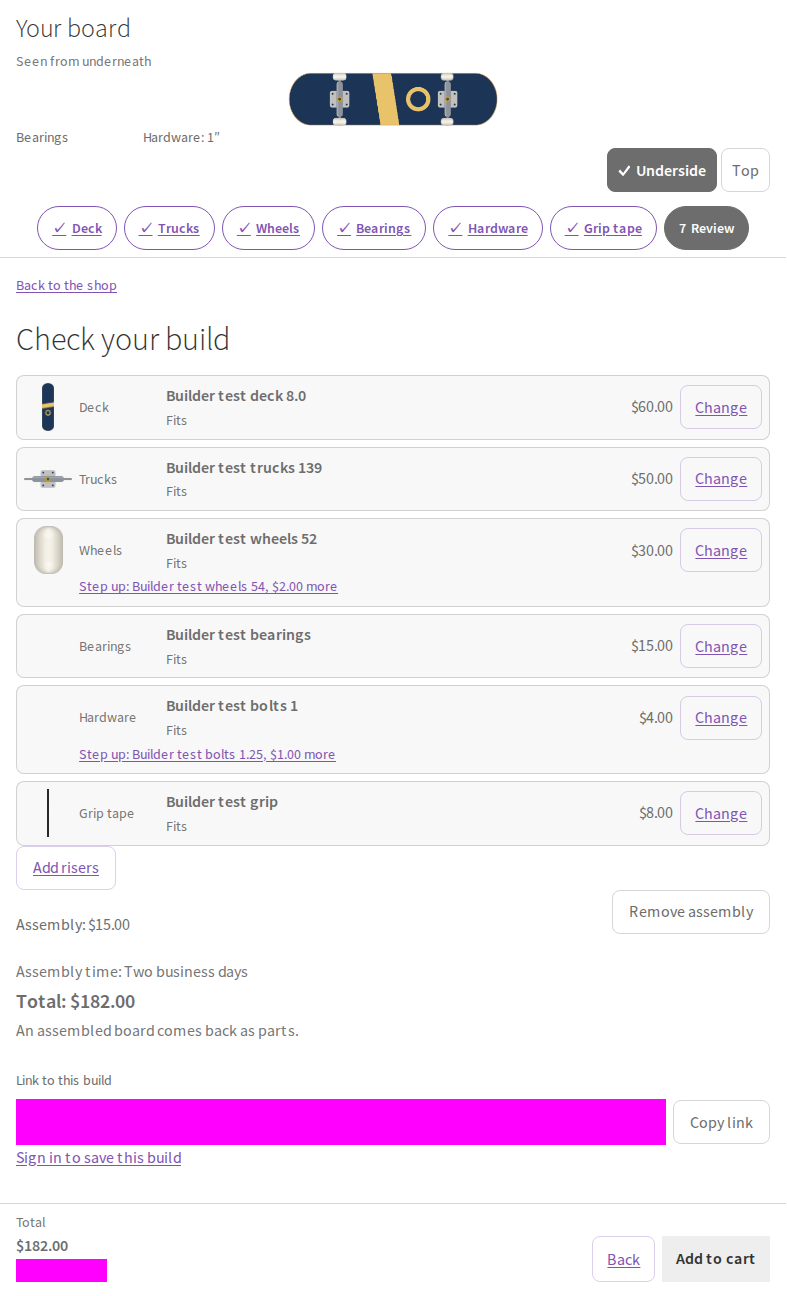 Your board
Seen from underneath
Bearings Hardware: 1″
✓ Underside Top
✓ Deck ✓ Trucks ✓ Wheels ✓ Bearings ✓ Hardware ✓ Grip tape 7 Review
Back to the shop
Check your build
Deck Builder test deck 8.0 $60.00 Change
Fits
Trucks Builder test trucks 139 $50.00 Change
Fits
Wheels Builder test wheels 52 $30.00 Change
Fits
Step up: Builder test wheels 54, $2.00 more
Bearings Builder test bearings $15.00 Change
Fits
Hardware Builder test bolts 1 $4.00 Change
Fits
Step up: Builder test bolts 1.25, $1.00 more
Grip tape Builder test grip $8.00 Change
Fits
Add risers
Assembly: $15.00 Remove assembly
Assembly time: Two business days
Total: $182.00
An assembled board comes back as parts.
Link to this build
Copy link
Sign in to save this build
Total
$182.00
Back Add to cart